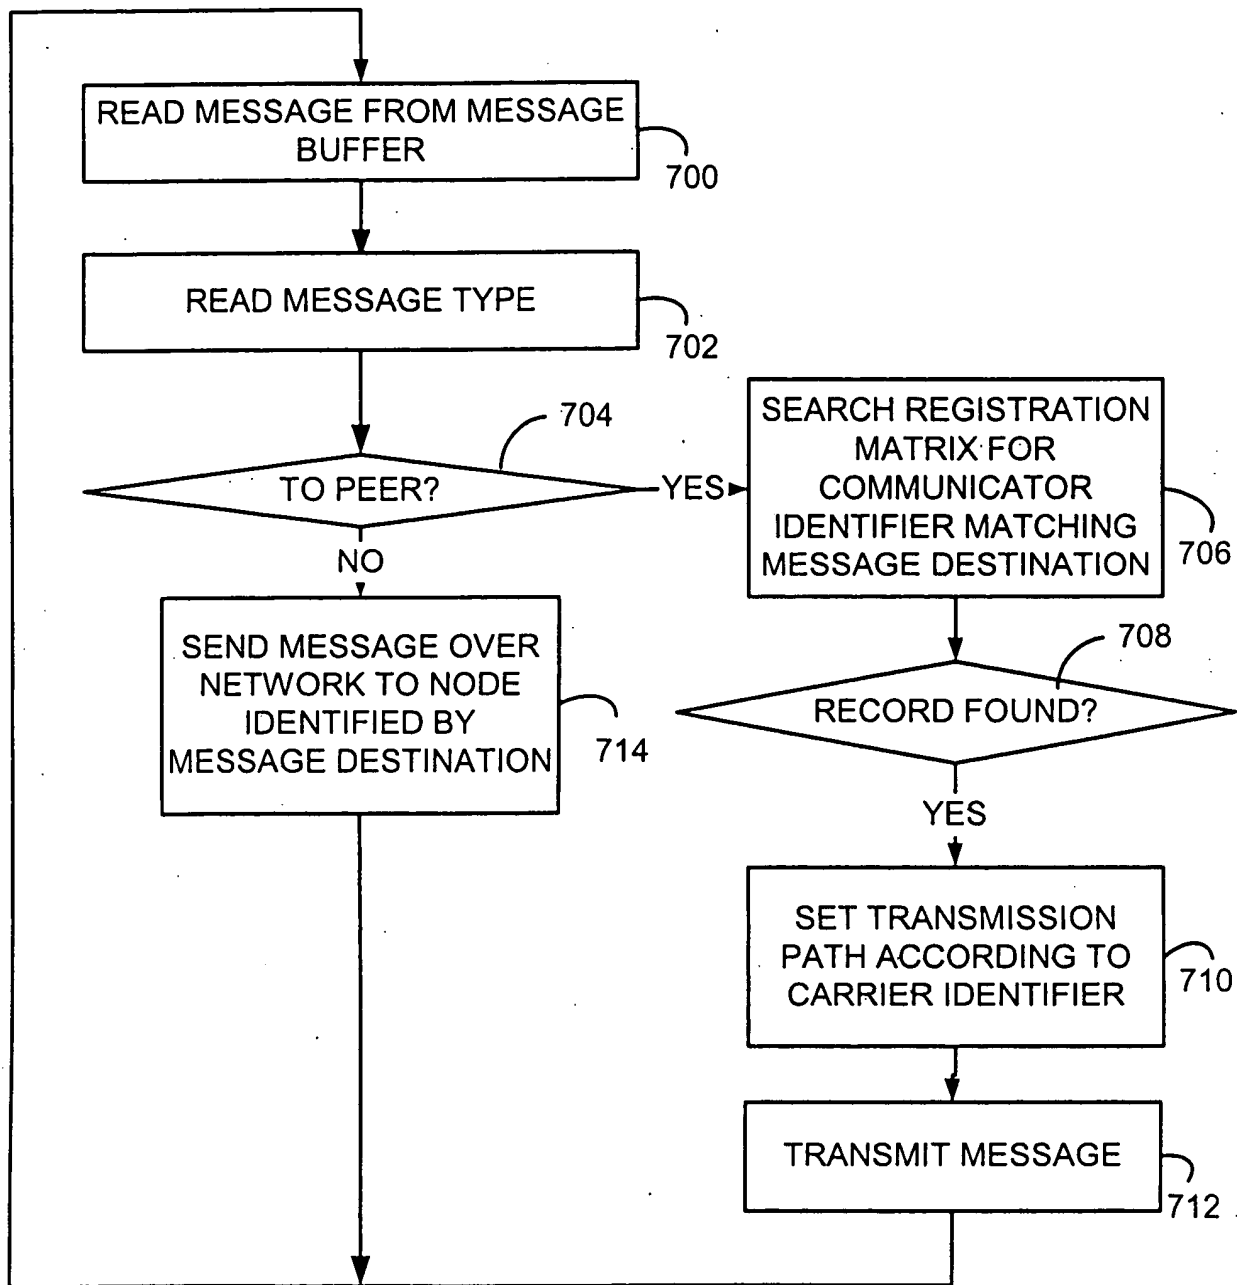 READ MESSAGE FROM MESSAGE
BUFFER
700
READ MESSAGE TYPE
702
704
TO PEER?
YES
NO
SEARCH REGISTRATION
MATRIX FOR
COMMUNICATOR
IDENTIFIER MATCHING
MESSAGE DESTINATION
706
SEND MESSAGE OVER
NETWORK TO NODE
IDENTIFIED BY
MESSAGE DESTINATION
714
708
RECORD FOUND?
YES
SET TRANSMISSION
PATH ACCORDING TO
CARRIER IDENTIFIER
710
TRANSMIT MESSAGE
712